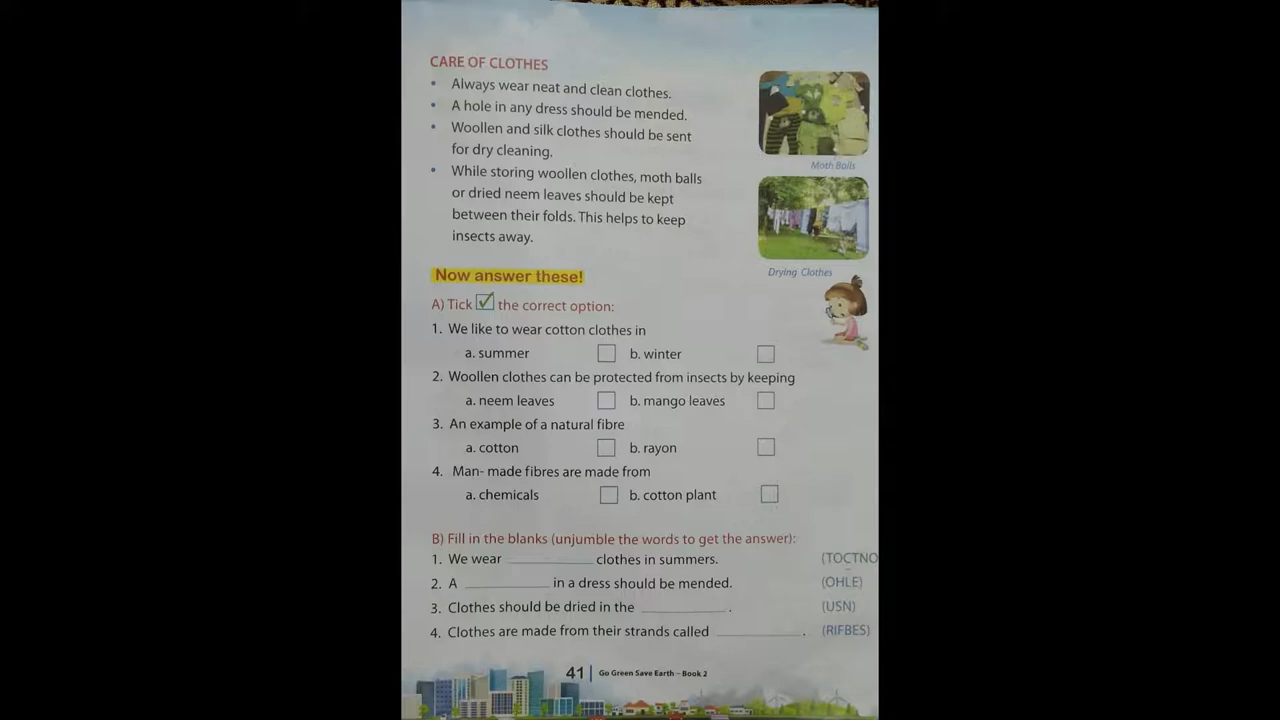 CARE OF CLOTHES
• Always wear neat and clean clothes.
• A hole in any dress should be mended.
• Woollen and silk clothes should be sent
for dry cleaning.
• While storing woollen clothes, moth balls
or dried neem leaves should be kept
between their folds. This helps to keep
insects away.
Moth Balls
Drying Clothes
Now answer these!
A) Tick ☑ the correct option:
1. We like to wear cotton clothes in
a. summer ☐ b. winter ☐
2. Woollen clothes can be protected from insects by keeping
a. neem leaves ☐ b. mango leaves ☐
3. An example of a natural fibre
a. cotton ☐ b. rayon ☐
4. Man- made fibres are made from
a. chemicals ☐ b. cotton plant ☐
B) Fill in the blanks (unjumble the words to get the answer):
1. We wear ____________ clothes in summers. (TOCTNO
2. A ____________ in a dress should be mended. (OHLE)
3. Clothes should be dried in the ____________ . (USN)
4. Clothes are made from their strands called ____________ . (RIFBES)
41 | Go Green Save Earth – Book 2